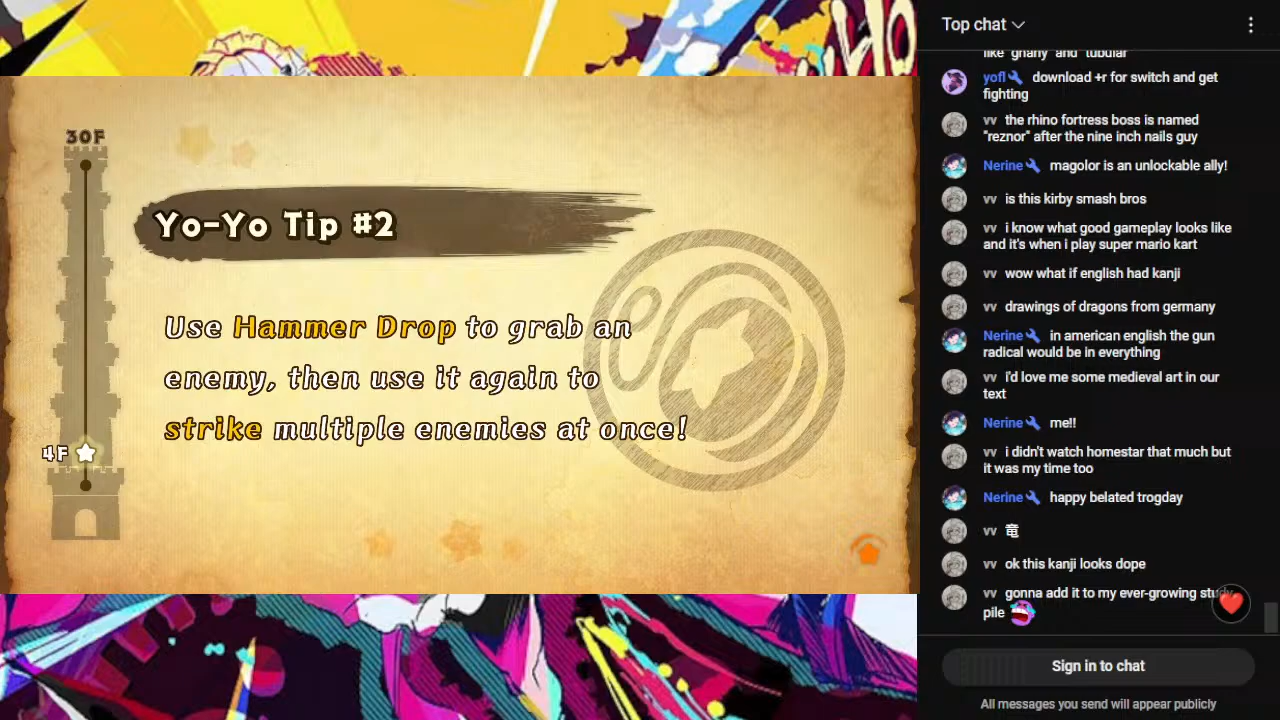 30F
Yo-Yo Tip #2
Use Hammer Drop to grab an
enemy, then use it again to
strike multiple enemies at once!
4F
Top chat
like gnarly and tubular
yofl download +r for switch and get
fighting
vv the rhino fortress boss is named
"reznor" after the nine inch nails guy
Nerine magolor is an unlockable ally!
vv is this kirby smash bros
vv i know what good gameplay looks like
and it's when i play super mario kart
vv wow what if english had kanji
vv drawings of dragons from germany
Nerine in american english the gun
radical would be in everything
vv i'd love me some medieval art in our
text
Nerine me!!
vv i didn't watch homestar that much but
it was my time too
Nerine happy belated trogday
vv 竜
vv ok this kanji looks dope
vv gonna add it to my ever-growing study
pile
Sign in to chat
All messages you send will appear publicly